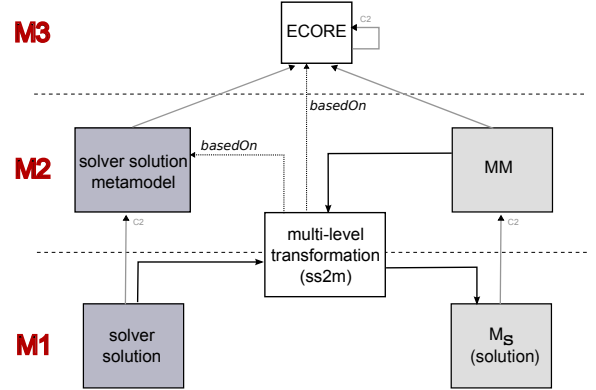 M3
ECORE
C2
basedOn
M2
solver solution
metamodel
basedOn
MM
C2
C2
multi-level
transformation
(ss2m)
M1
solver
solution
MS
(solution)